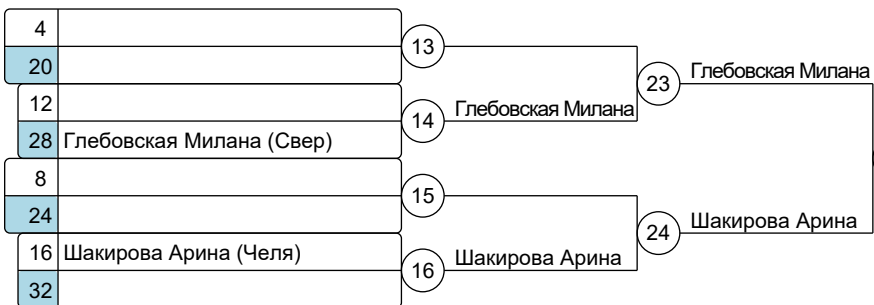 4
20
13
12
28 Глебовская Милана (Свер)
14 Глебовская Милана
23 Глебовская Милана
8
24
15
16 Шакирова Арина (Челя)
32
16 Шакирова Арина
24 Шакирова Арина